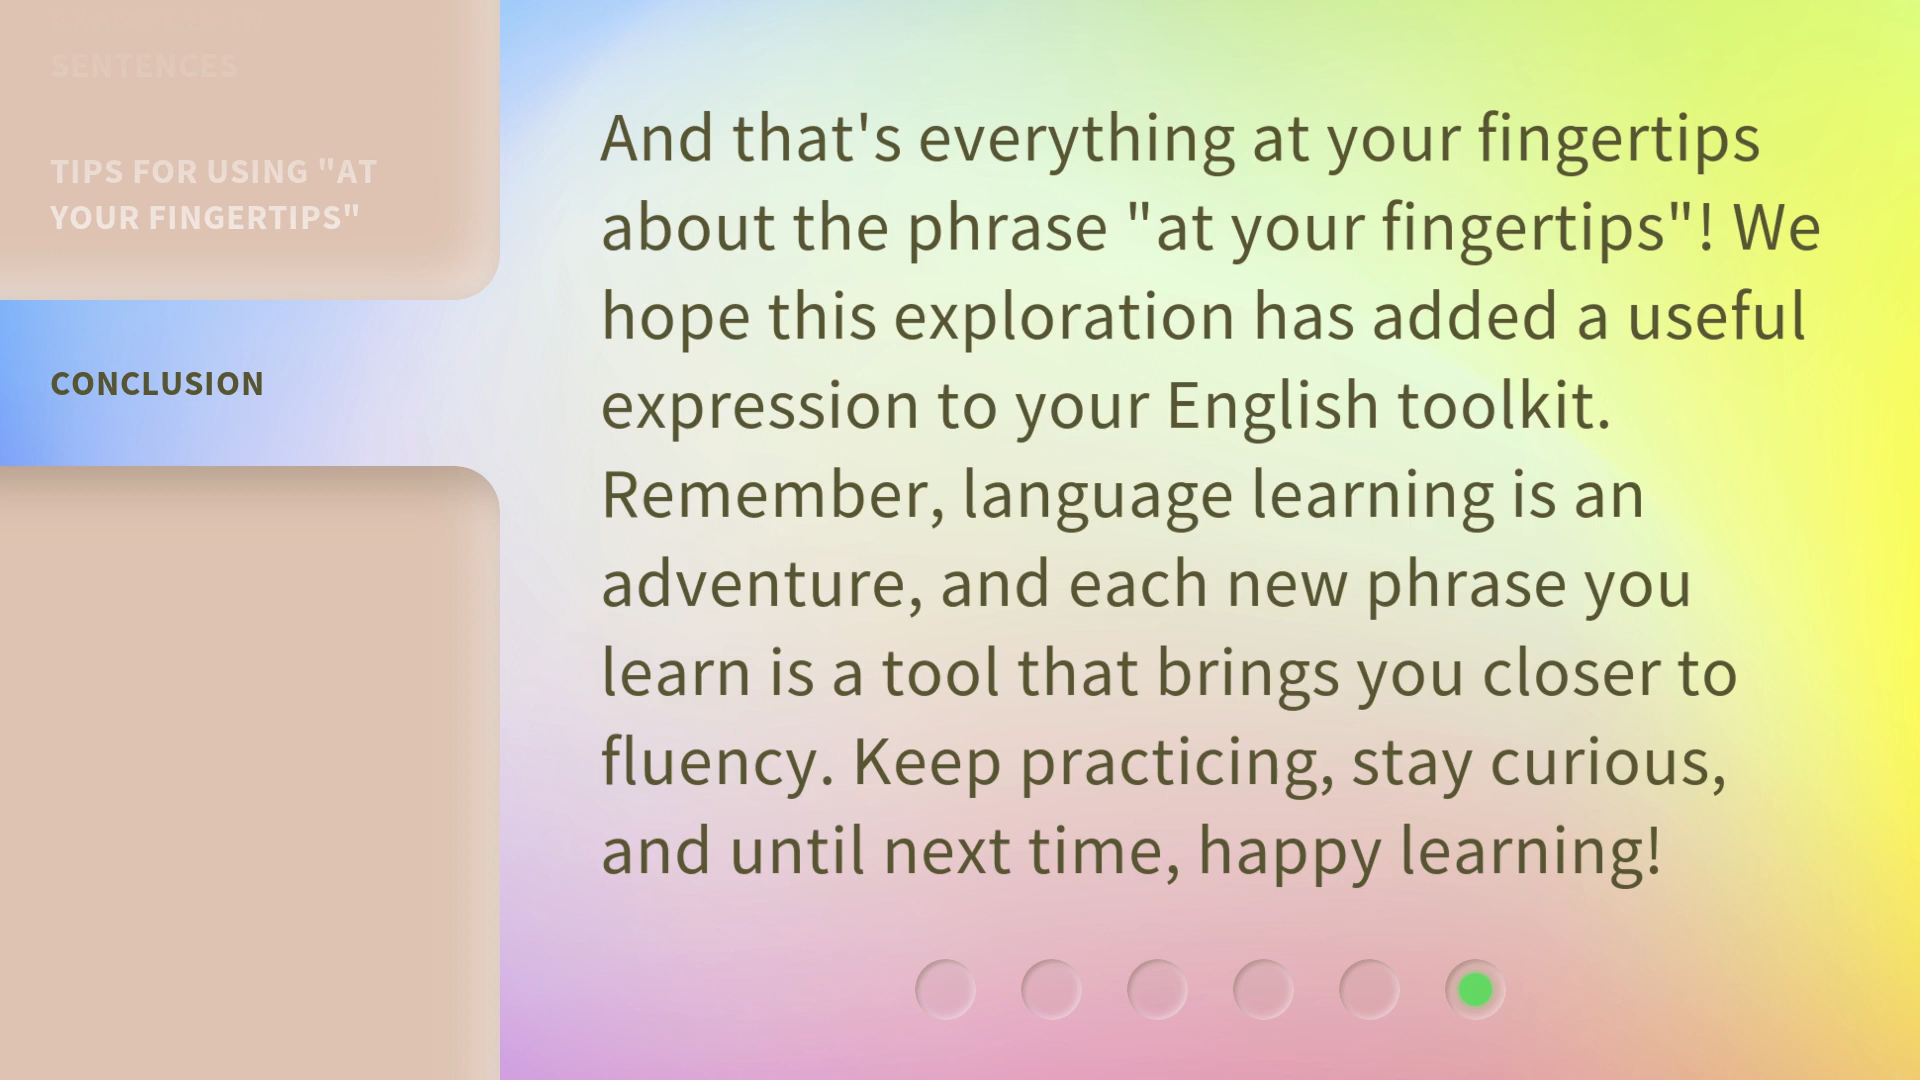 SENTENCES
TIPS FOR USING "AT
YOUR FINGERTIPS"
CONCLUSION
And that's everything at your fingertips
about the phrase "at your fingertips"! We
hope this exploration has added a useful
expression to your English toolkit.
Remember, language learning is an
adventure, and each new phrase you
learn is a tool that brings you closer to
fluency. Keep practicing, stay curious,
and until next time, happy learning!